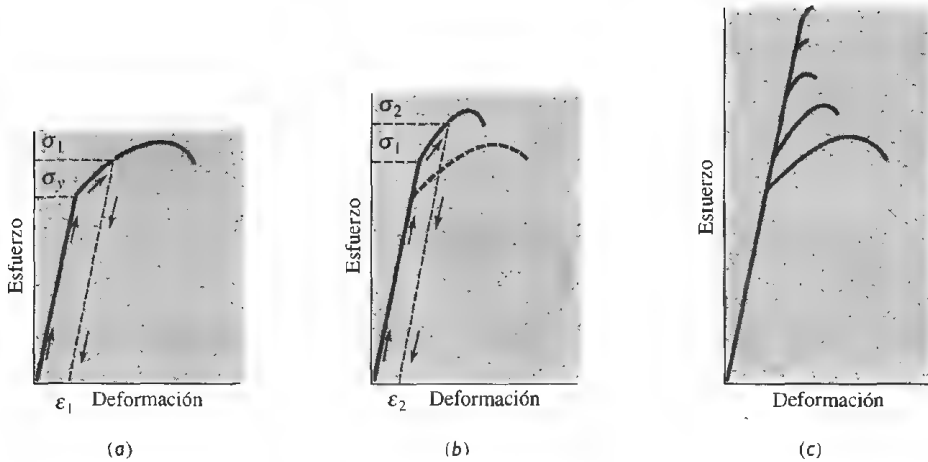 σ₁
σy
Esfuerzo
ε₁ Deformación
(a)
σ₂
σ₁
Esfuerzo
ε₂ Deformación
(b)
Esfuerzo
Deformación
(c)